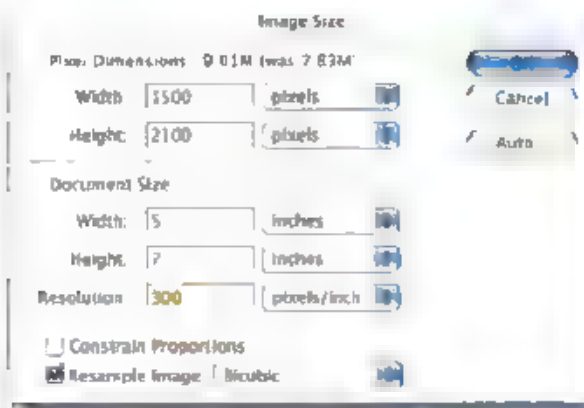 Image Size
Pixel Dimensions: 9.01M (was 7.83M)
OK
Width: 1500 pixels
Cancel
Height: 2100 pixels
Auto
Document Size
Width: 5 inches
Height: 7 inches
Resolution: 300 pixels/inch
Constrain Proportions
Resample Image Bicubic